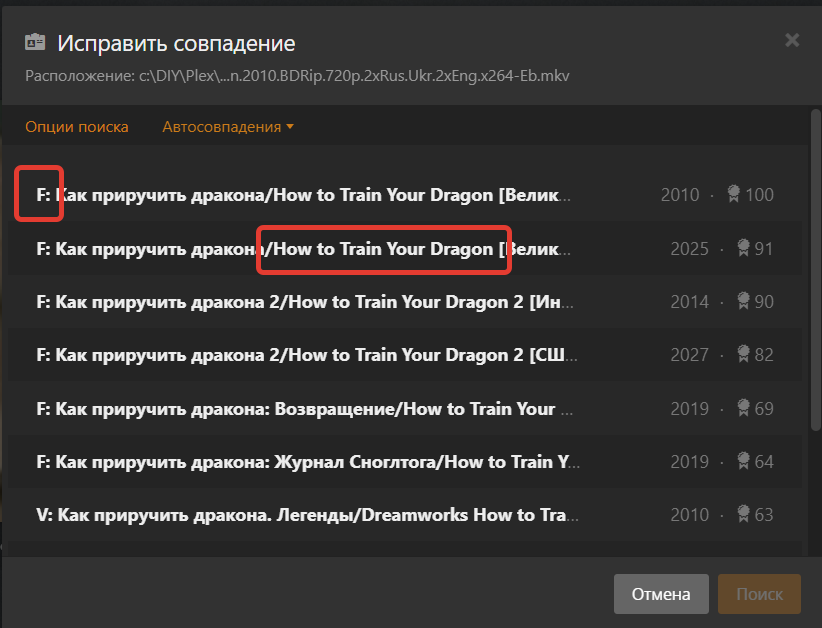 Исправить совпадение
Расположение: c:\DIY\Plex\...n.2010.BDRip.720p.2xRus.Ukr.2xEng.x264-Eb.mkv
Опции поиска Автосовпадения
F: Как приручить дракона/How to Train Your Dragon [Велик... 2010 · 100
F: Как приручить дракона/How to Train Your Dragon [Велик... 2025 · 91
F: Как приручить дракона 2/How to Train Your Dragon 2 [Ин... 2014 · 90
F: Как приручить дракона 2/How to Train Your Dragon 2 [СШ... 2027 · 82
F: Как приручить дракона: Возвращение/How to Train Your ... 2019 · 69
F: Как приручить дракона: Журнал Сноглтога/How to Train Y... 2019 · 64
V: Как приручить дракона. Легенды/Dreamworks How to Tra... 2010 · 63
Отмена Поиск